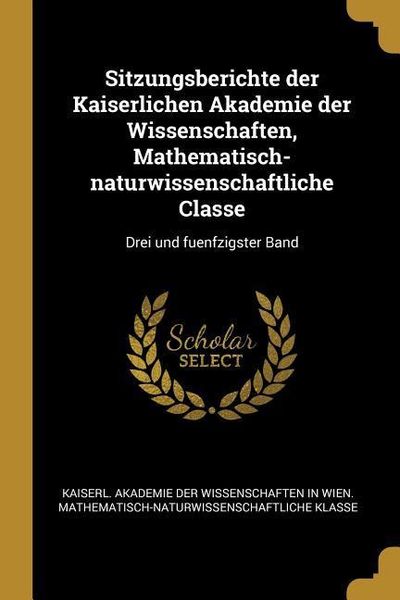 Sitzungsberichte der
Kaiserlichen Akademie der
Wissenschaften,
Mathematisch-
naturwissenschaftliche
Classe
Drei und fuenfzigster Band
Scholar
SELECT
KAISERL. AKADEMIE DER WISSENSCHAFTEN IN WIEN.
MATHEMATISCH-NATURWISSENSCHAFTLICHE KLASSE